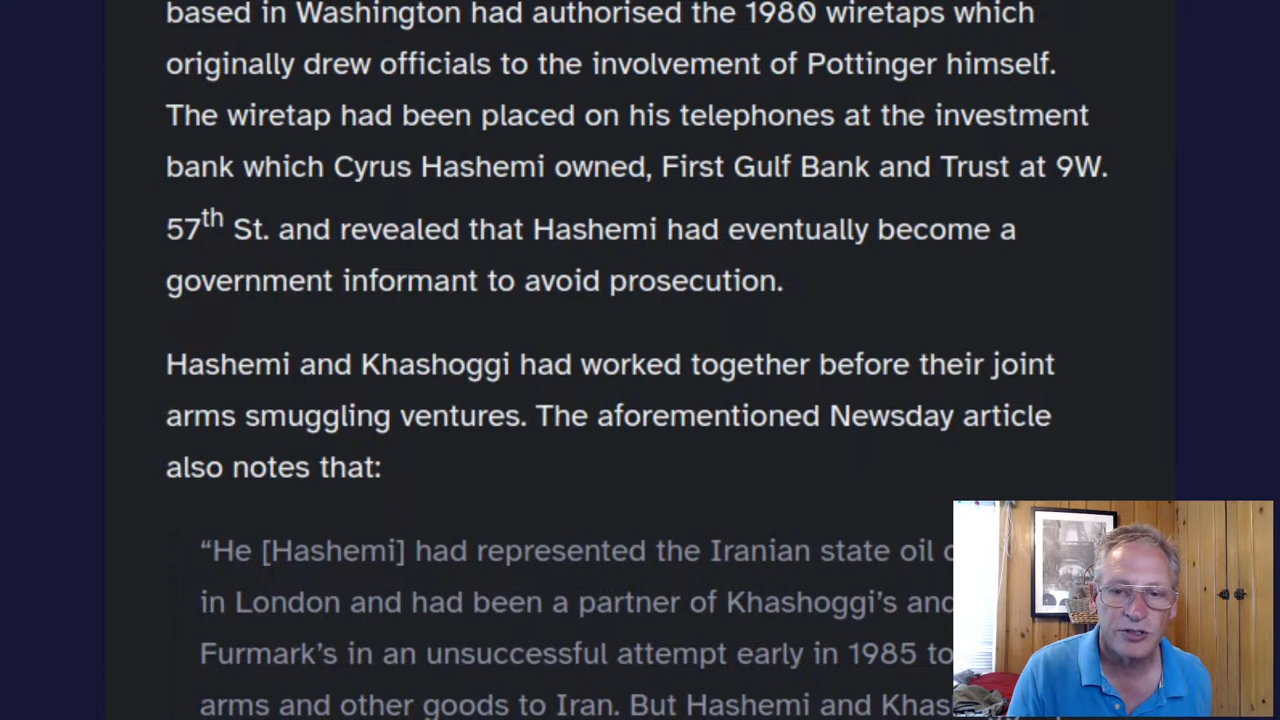 based in Washington had authorised the 1980 wiretaps which
originally drew officials to the involvement of Pottinger himself.
The wiretap had been placed on his telephones at the investment
bank which Cyrus Hashemi owned, First Gulf Bank and Trust at 9W.
57th St. and revealed that Hashemi had eventually become a
government informant to avoid prosecution.
Hashemi and Khashoggi had worked together before their joint
arms smuggling ventures. The aforementioned Newsday article
also notes that:
“He [Hashemi] had represented the Iranian state oil
in London and had been a partner of Khashoggi’s and
Furmark’s in an unsuccessful attempt early in 1985 to
arms and other goods to Iran. But Hashemi and